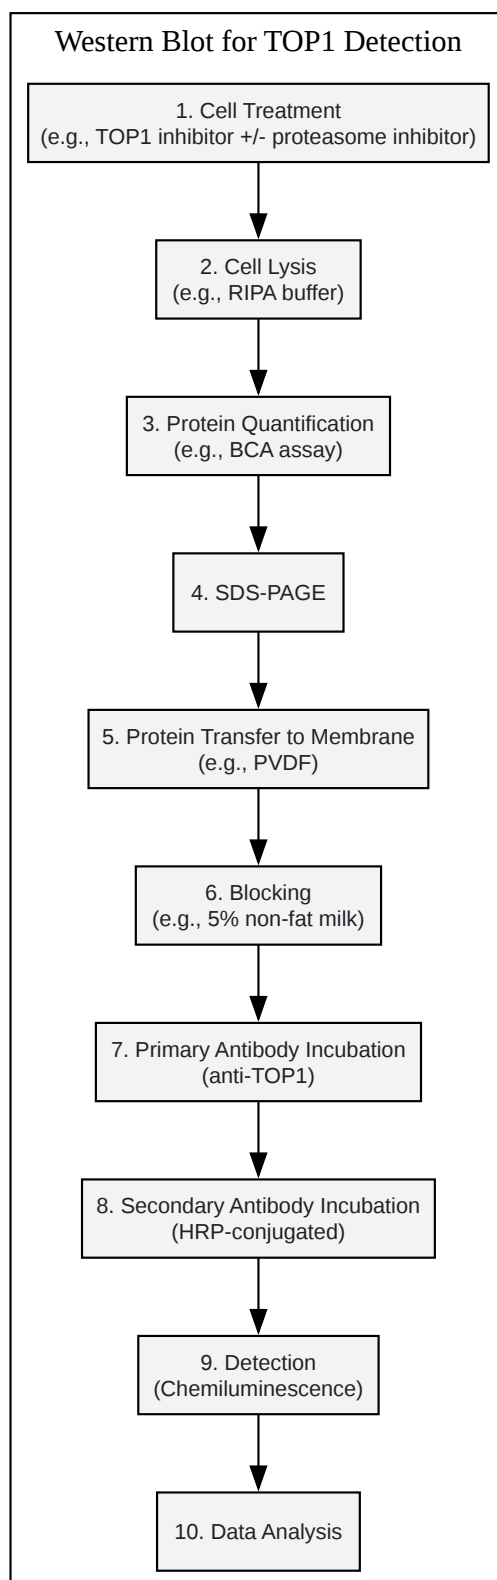 Western Blot for TOP1 Detection
1. Cell Treatment
(e.g., TOP1 inhibitor +/- proteasome inhibitor)
2. Cell Lysis
(e.g., RIPA buffer)
3. Protein Quantification
(e.g., BCA assay)
4. SDS-PAGE
5. Protein Transfer to Membrane
(e.g., PVDF)
6. Blocking
(e.g., 5% non-fat milk)
7. Primary Antibody Incubation
(anti-TOP1)
8. Secondary Antibody Incubation
(HRP-conjugated)
9. Detection
(Chemiluminescence)
10. Data Analysis